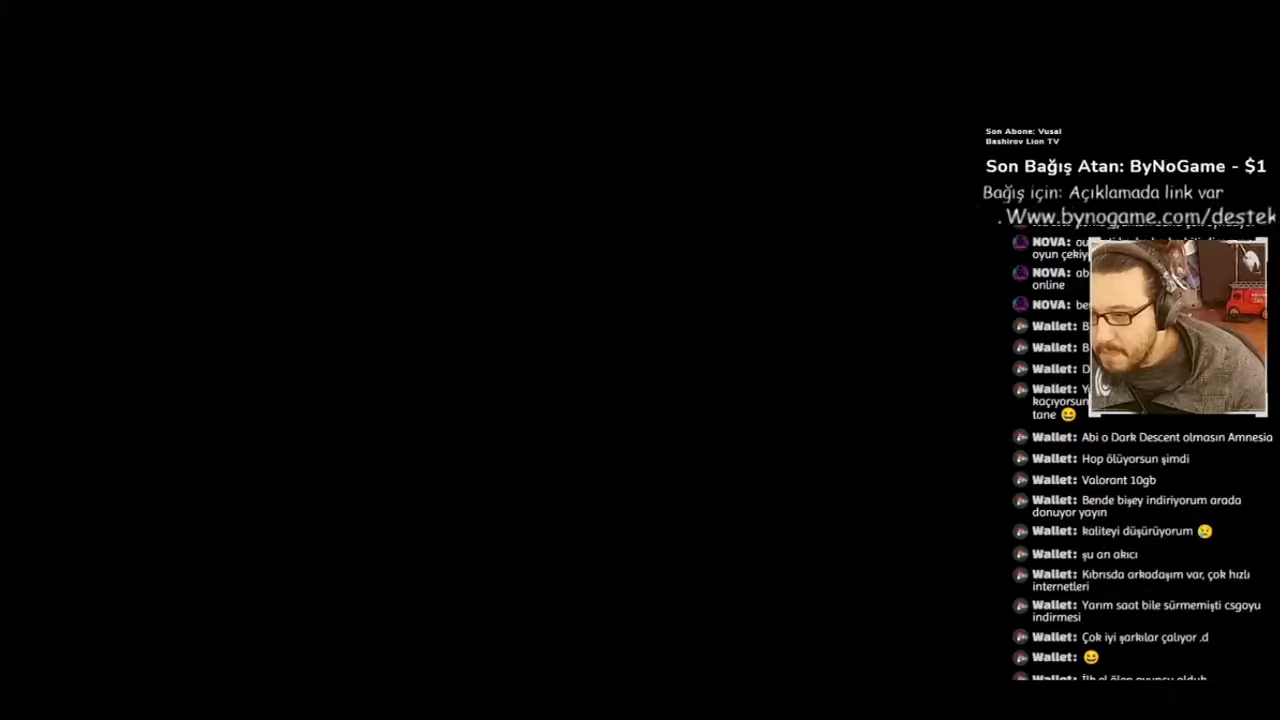 Son Abone: Vusal
Bashirov Lion TV
Son Bağış Atan: ByNoGame - $1
Bağış için: Açıklamada link var
. Www.bynogame.com/destek
NOVA:
oyun
NOVA:
online
NOVA:
Wallet:
Wallet:
Wallet:
Wallet:
kaçıyorsun
tane 😆
Wallet: Abi o Dark Descent olmasın Amnesia
Wallet: Hop ölüyorsun şimdi
Wallet: Valorant 10gb
Wallet: Bende bişey indiriyorum arada
donuyor yayın
Wallet: kaliteyi düşürüyorum 😢
Wallet: şu an akıcı
Wallet: Kıbrısda arkadaşım var, çok hızlı
internetleri
Wallet: Yarım saat bile sürmemişti csgoyu
indirmesi
Wallet: Çok iyi şarkılar çalıyor .d
Wallet: 😆
Wallet: